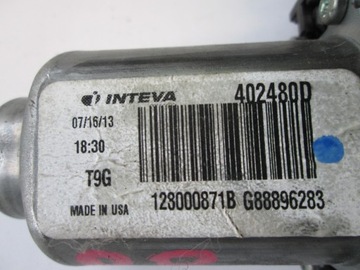 INTEVA 402480D
07/16/13
18:30
T9G
MADE IN USA 123000871B G88896283